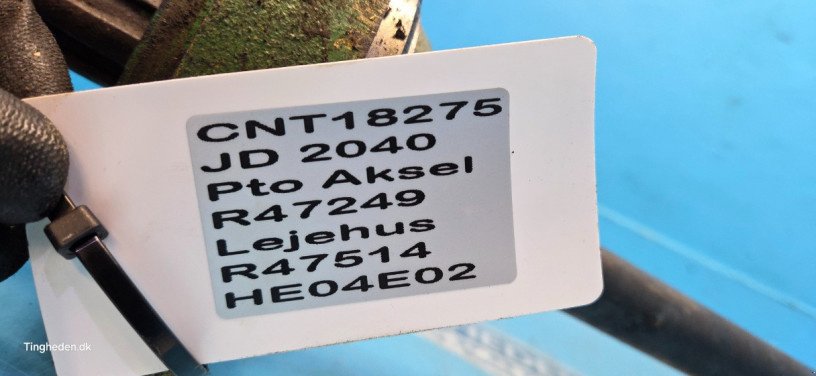 CNT18275
JD 2040
Pto Aksel
R47249
Lejehus
R47514
HE04E02
Tingheden.dk